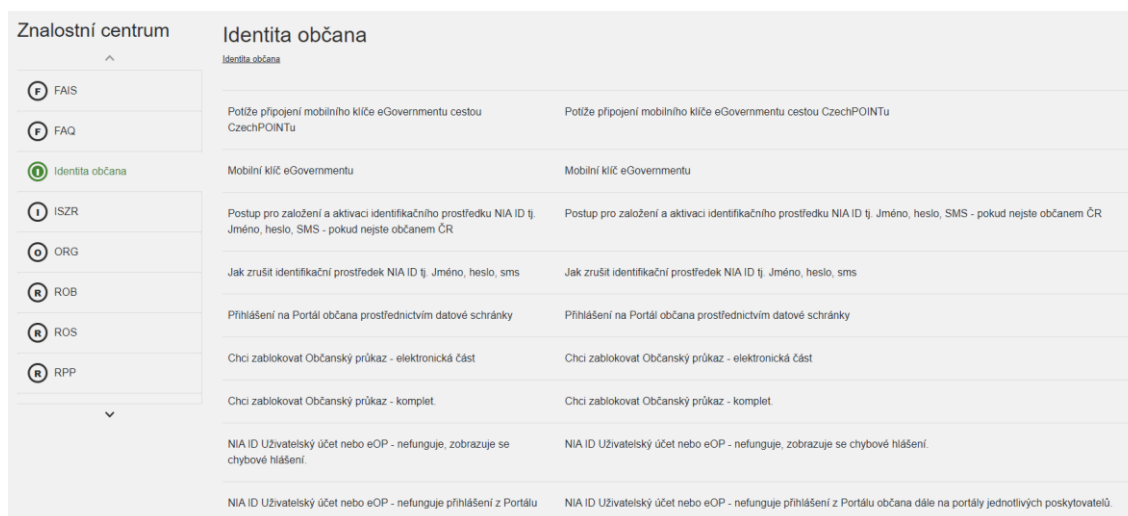 Znalostní centrum
F FAIS
F FAQ
I Identita občana
I ISZR
O ORG
R ROB
R ROS
R RPP
Identita občana
Identita občana
Potíže připojení mobilního klíče eGovernmentu cestou
CzechPOINTu
Potíže připojení mobilního klíče eGovernmentu cestou CzechPOINTu
Mobilní klíč eGovernmentu
Mobilní klíč eGovernmentu
Postup pro založení a aktivaci identifikačního prostředku NIA ID tj.
Jméno, heslo, SMS - pokud nejste občanem ČR
Postup pro založení a aktivaci identifikačního prostředku NIA ID tj. Jméno, heslo, SMS - pokud nejste občanem ČR
Jak zrušit identifikační prostředek NIA ID tj. Jméno, heslo, sms
Jak zrušit identifikační prostředek NIA ID tj. Jméno, heslo, sms
Přihlášení na Portál občana prostřednictvím datové schránky
Přihlášení na Portál občana prostřednictvím datové schránky
Chci zablokovat Občanský průkaz - elektronická část
Chci zablokovat Občanský průkaz - elektronická část
Chci zablokovat Občanský průkaz - komplet.
Chci zablokovat Občanský průkaz - komplet.
NIA ID Uživatelský účet nebo eOP - nefunguje, zobrazuje se
chybové hlášení.
NIA ID Uživatelský účet nebo eOP - nefunguje, zobrazuje se chybové hlášení.
NIA ID Uživatelský účet nebo eOP - nefunguje přihlášení z Portálu
NIA ID Uživatelský účet nebo eOP - nefunguje přihlášení z Portálu občana dále na portály jednotlivých poskytovatelů.